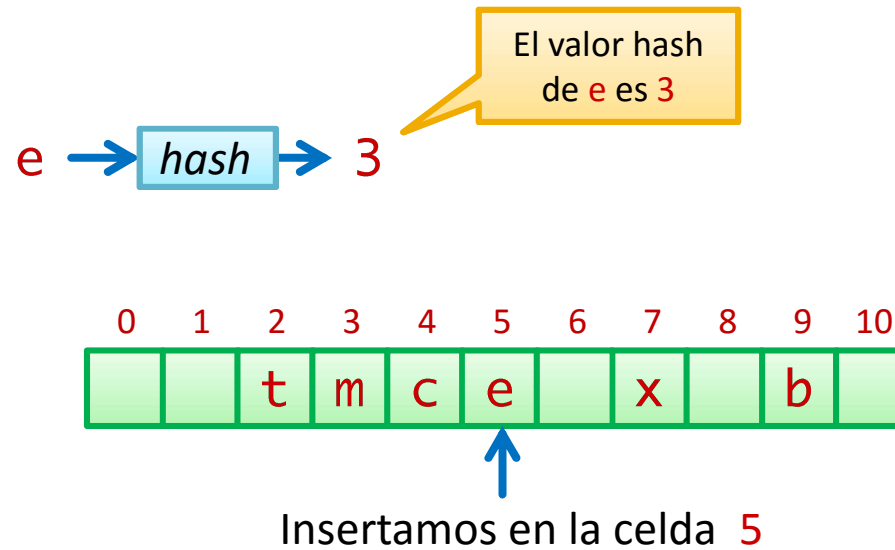 El valor hash
de e es 3
e hash 3
0 1 2 3 4 5 6 7 8 9 10
t m c e x b
Insertamos en la celda 5